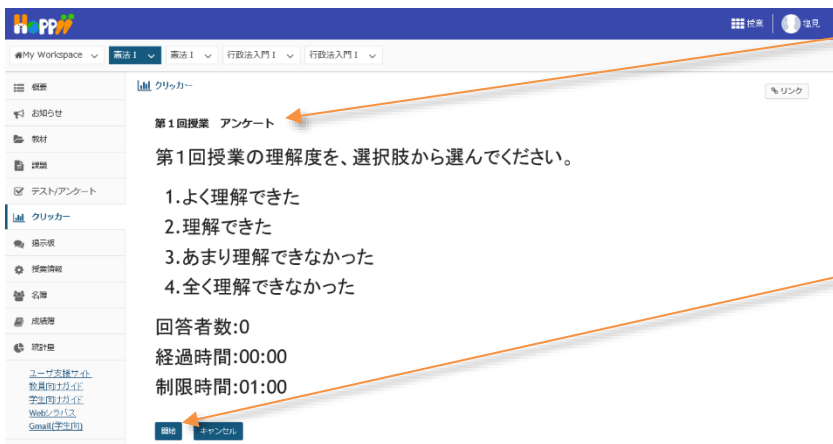 Hoppii
授業
塩見
My Workspace
憲法Ⅰ
憲法Ⅰ
行政法入門Ⅰ
行政法入門Ⅰ
概要
お知らせ
教材
課題
テスト/アンケート
クリッカー
掲示板
授業情報
名簿
成績簿
統計量
ユーザ支援サイト
教員向けガイド
学生向けガイド
Webシラバス
Gmail(学生向)
クリッカー
リンク
第1回授業 アンケート
第1回授業の理解度を、選択肢から選んでください。
1.よく理解できた
2.理解できた
3.あまり理解できなかった
4.全く理解できなかった
回答者数:0
経過時間:00:00
制限時間:01:00
開始
キャンセル